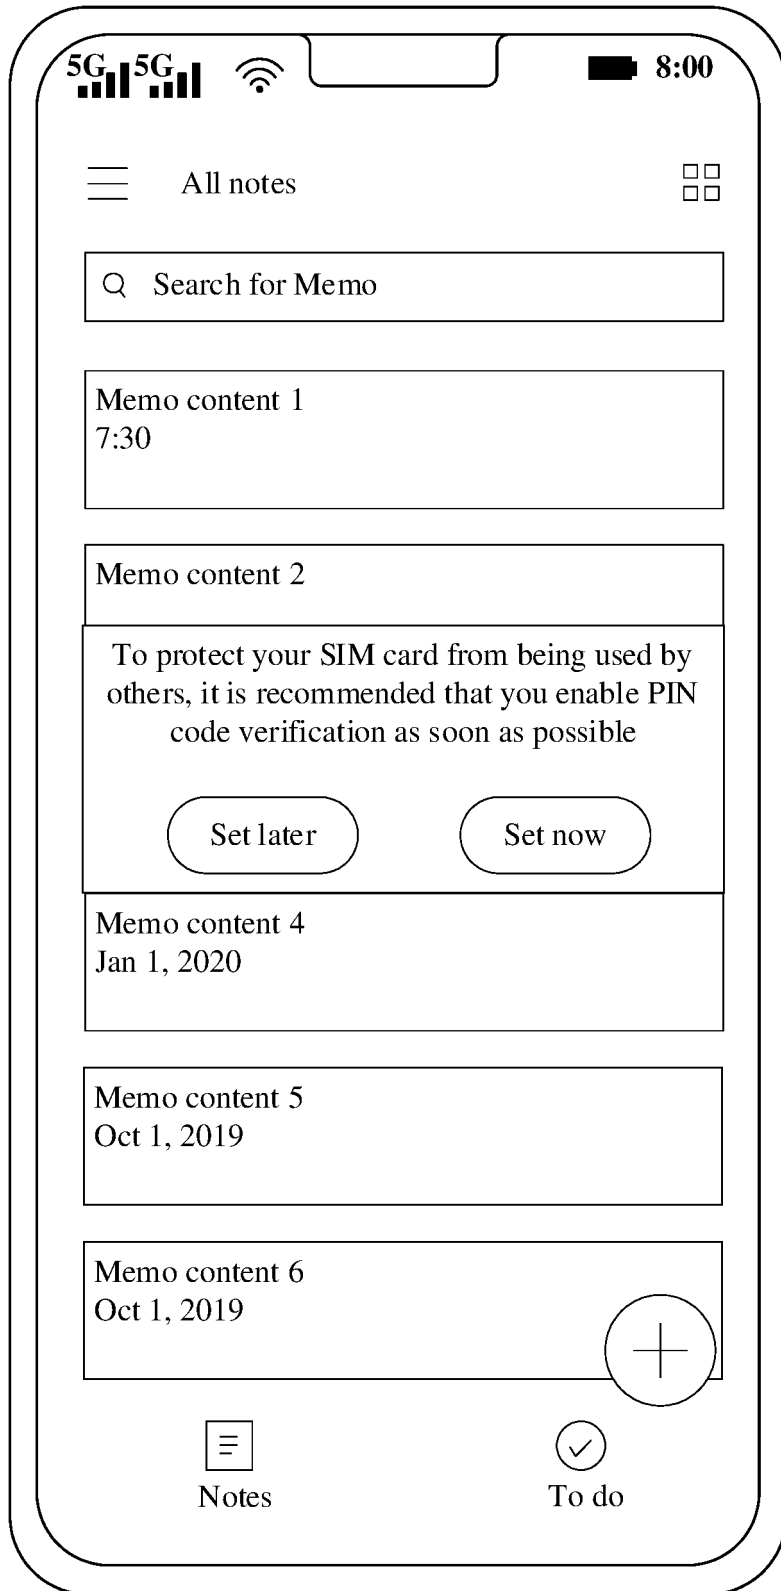 5G 5G 8:00
All notes
Search for Memo
Memo content 1
7:30
Memo content 2
To protect your SIM card from being used by
others, it is recommended that you enable PIN
code verification as soon as possible
Set later Set now
Memo content 4
Jan 1, 2020
Memo content 5
Oct 1, 2019
Memo content 6
Oct 1, 2019
Notes To do